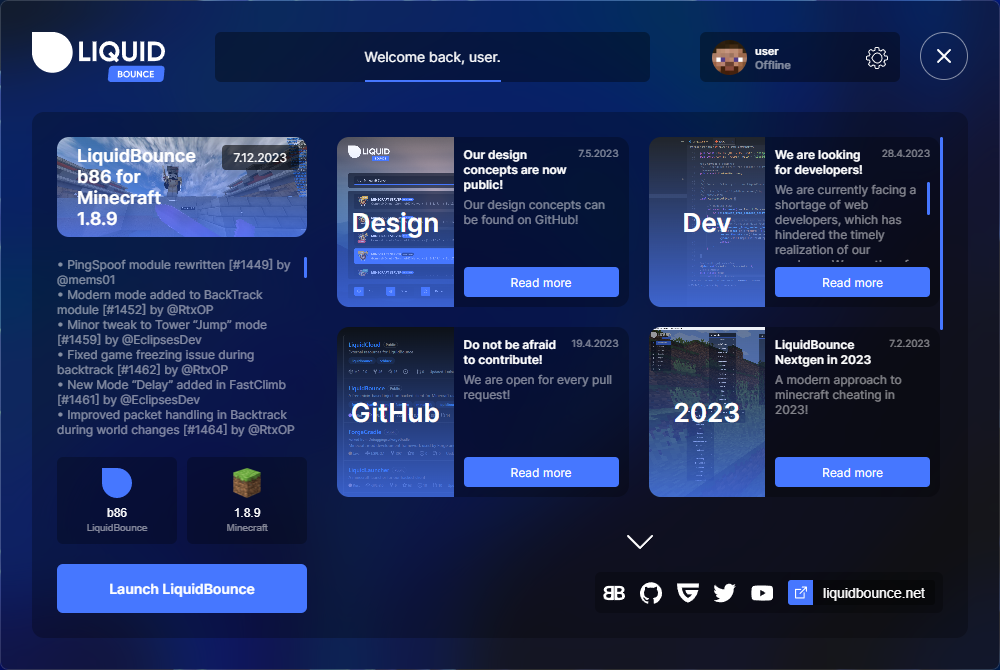 LIQUID
BOUNCE
Welcome back, user.
user
Offline
LiquidBounce
b86 for
Minecraft
1.8.9
7.12.2023
• PingSpoof module rewritten [#1449] by
@mems01
• Modern mode added to BackTrack
module [#1452] by @RtxOP
• Minor tweak to Tower “Jump” mode
[#1459] by @EclipsesDev
• Fixed game freezing issue during
backtrack [#1462] by @RtxOP
• New Mode “Delay” added in FastClimb
[#1461] by @EclipsesDev
• Improved packet handling in Backtrack
during world changes [#1464] by @RtxOP
b86
LiquidBounce
1.8.9
Minecraft
Launch LiquidBounce
LIQUID
Design
Our design
concepts are now
public!
7.5.2023
Our design concepts can
be found on GitHub!
Read more
Dev
We are looking
for developers!
28.4.2023
We are currently facing a
shortage of web
developers, which has
hindered the timely
realization of our
Read more
LiquidCloud Public
LiquidBounce Public
GitHub
ForgeGradle
LiquidLauncher
Do not be afraid
to contribute!
19.4.2023
We are open for every pull
request!
Read more
2023
LiquidBounce
Nextgen in 2023
7.2.2023
A modern approach to
minecraft cheating in
2023!
Read more
liquidbounce.net